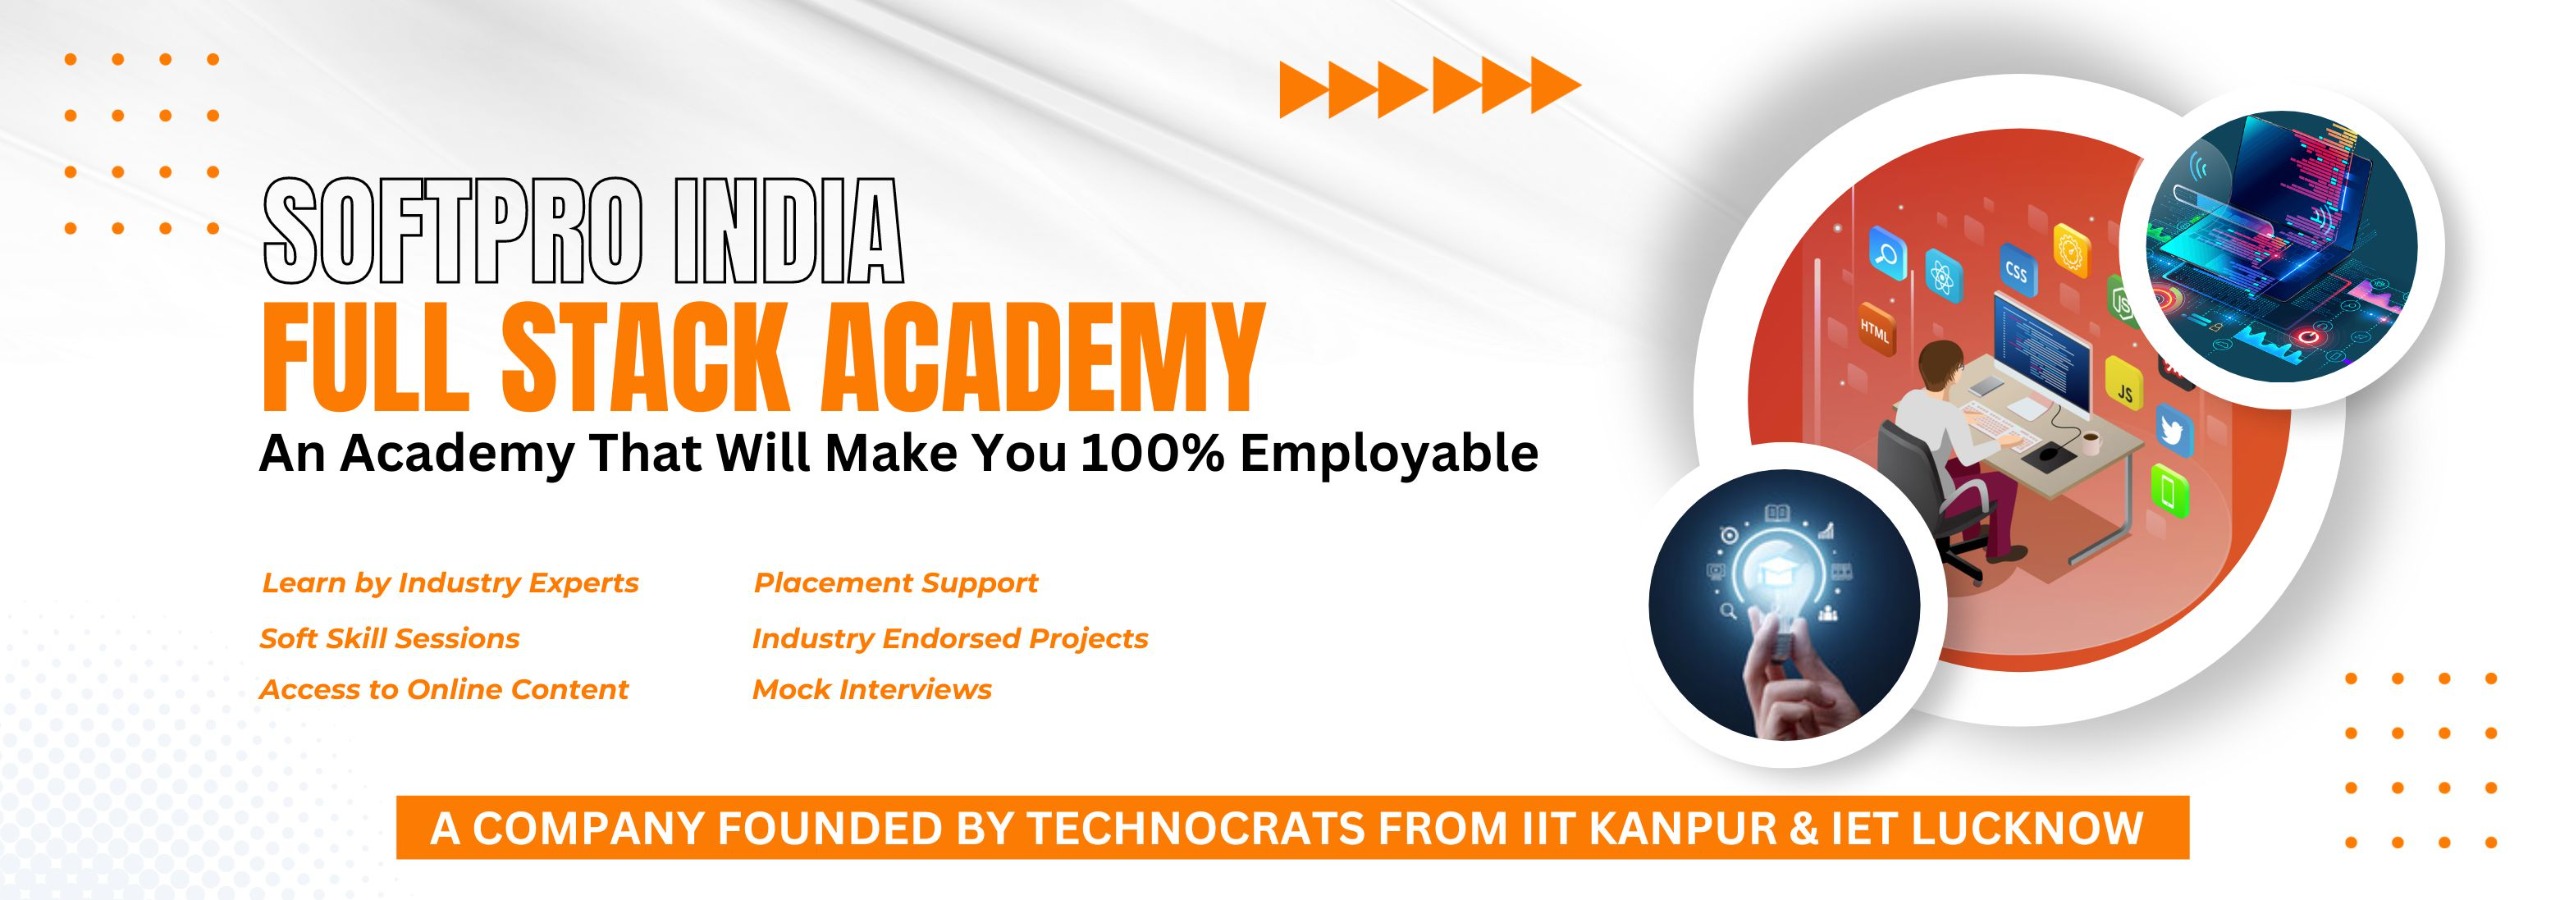 SOFTPRO INDIA
FULL STACK ACADEMY
An Academy That Will Make You 100% Employable
Learn by Industry Experts
Placement Support
Soft Skill Sessions
Industry Endorsed Projects
Access to Online Content
Mock Interviews
CSS
HTML
JS
JS
A COMPANY FOUNDED BY TECHNOCRATS FROM IIT KANPUR & IET LUCKNOW